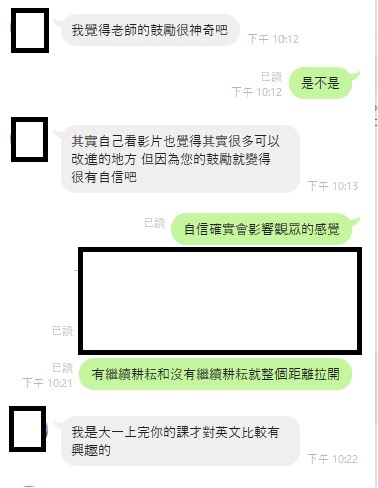 我覺得老師的鼓勵很神奇吧
下午 10:12
已讀
下午 10:12
是不是
其實自己看影片也覺得其實很多可以
改進的地方 但因為您的鼓勵就變得
很有自信吧
下午 10:13
已讀
自信確實會影響觀眾的感覺
已讀
已讀
下午 10:21
有繼續耕耘和沒有繼續耕耘就整個距離拉開
我是大一上完你的課才對英文比較有
興趣的
下午 10:22